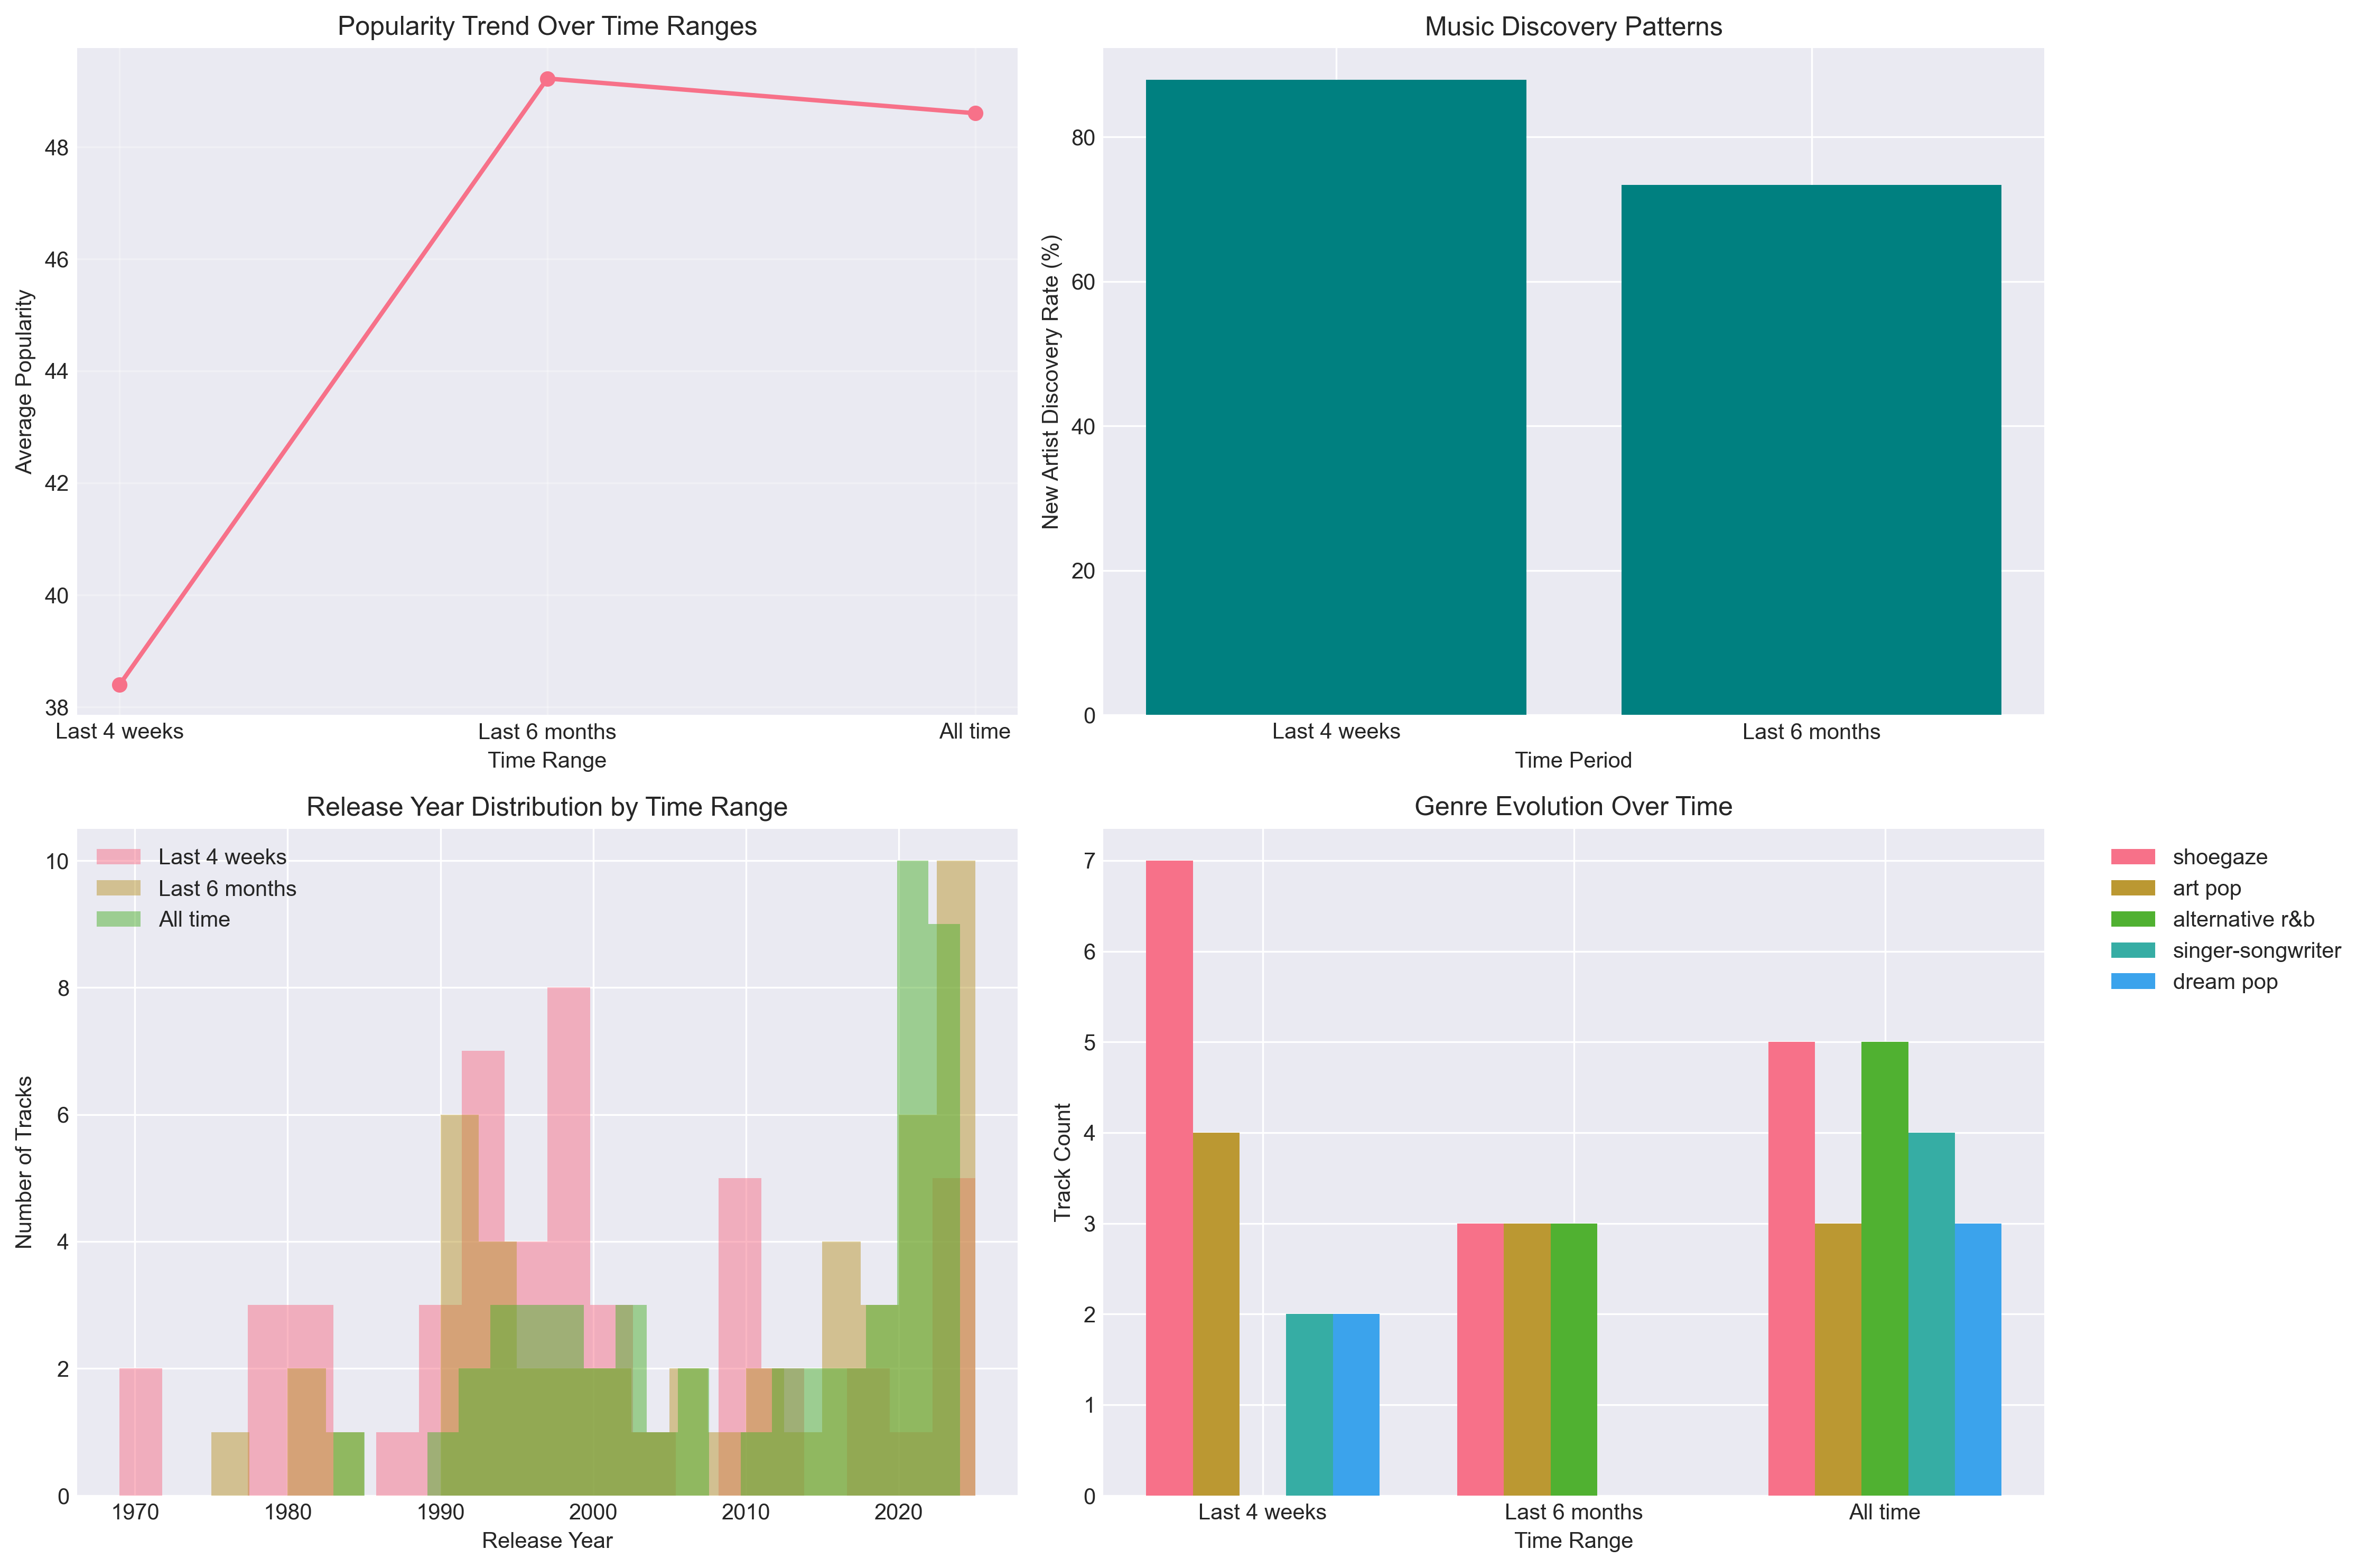 Popularity Trend Over Time Ranges
Average Popularity
48
46
44
42
40
38
Last 4 weeks
Last 6 months
All time
Time Range
Music Discovery Patterns
New Artist Discovery Rate (%)
80
60
40
20
0
Last 4 weeks
Last 6 months
Time Period
Release Year Distribution by Time Range
Last 4 weeks
Last 6 months
All time
Number of Tracks
10
8
6
4
2
0
1970
1980
1990
2000
2010
2020
Release Year
Genre Evolution Over Time
Track Count
7
6
5
4
3
2
1
0
Last 4 weeks
Last 6 months
All time
Time Range
shoegaze
art pop
alternative r&b
singer-songwriter
dream pop